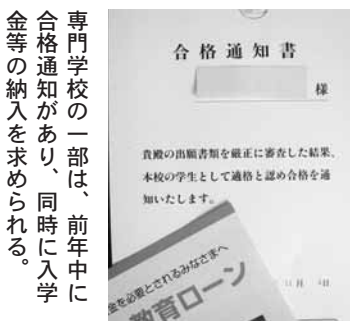 専門学校の一部は、前年中に
合格通知があり、同時に入学
金等の納入を求められる。
合格通知書
様
貴殿の出願書類を厳正に審査した結果、
本校の学生として適格と認め合格を通
知いたします。
金を必要とされるみなさまへ
教育ローン